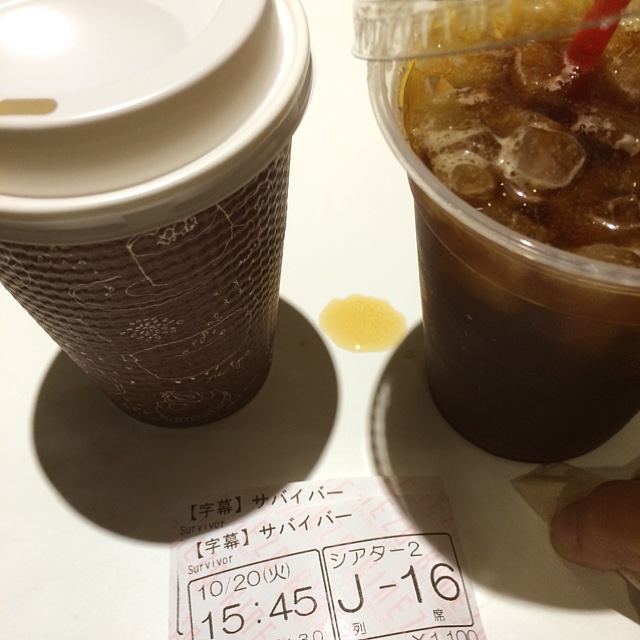 【字幕】サバイバー
Survivor
【字幕】サバイバー
Survivor
10/20(火)
シアター2
15:45
J-16
列 席
¥1,100